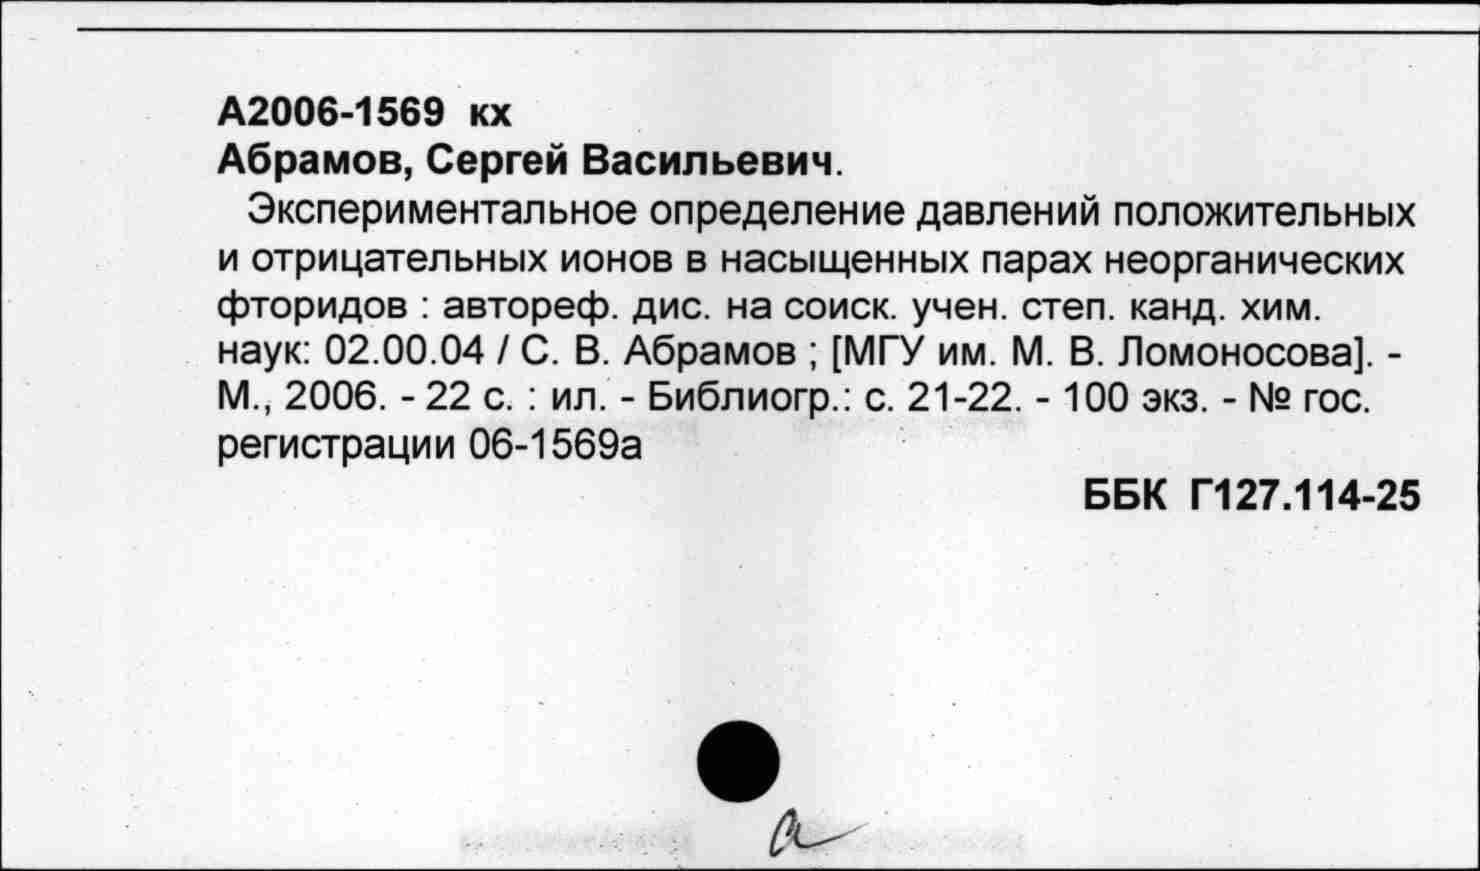 А2006-1569 кх
Абрамов, Сергей Васильевич.
Экспериментальное определение давлений положительных
и отрицательных ионов в насыщенных парах неорганических
фторидов : автореф. дис. на соиск. учен. степ. канд. хим.
наук: 02.00.04 / С. В. Абрамов ; [МГУ им. М. В. Ломоносова]. -
М., 2006. - 22 с. : ил. - Библиогр.: с. 21-22. - 100 экз. - № гос.
регистрации 06-1569а
ББК Г127.114-25
а